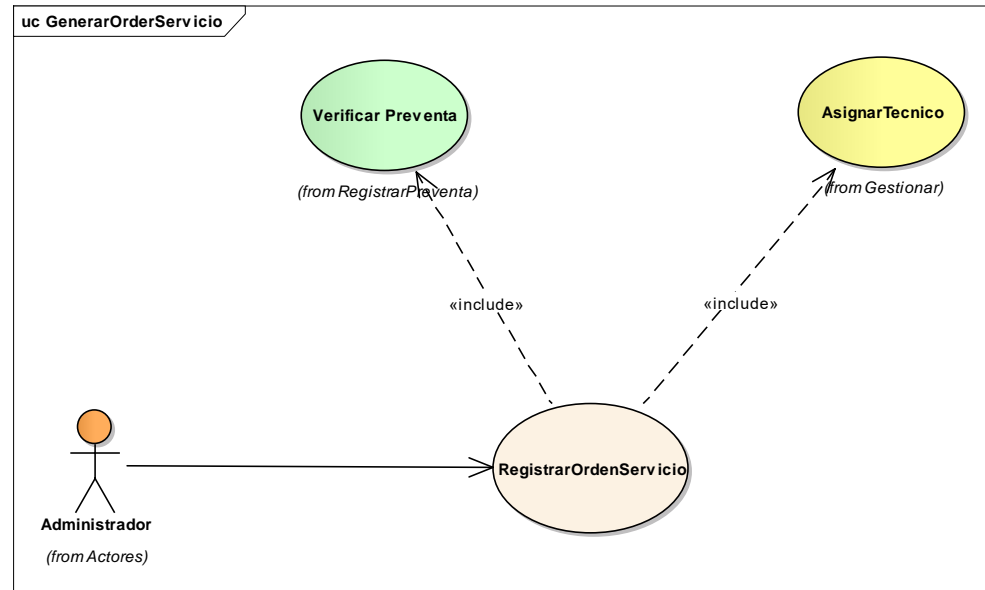 uc GenerarOrderServicio
Verificar Preventa
(from RegistrarPreventa)
AsignarTecnico
(from Gestionar)
«include»
«include»
RegistrarOrdenServicio
Administrador
(from Actores)